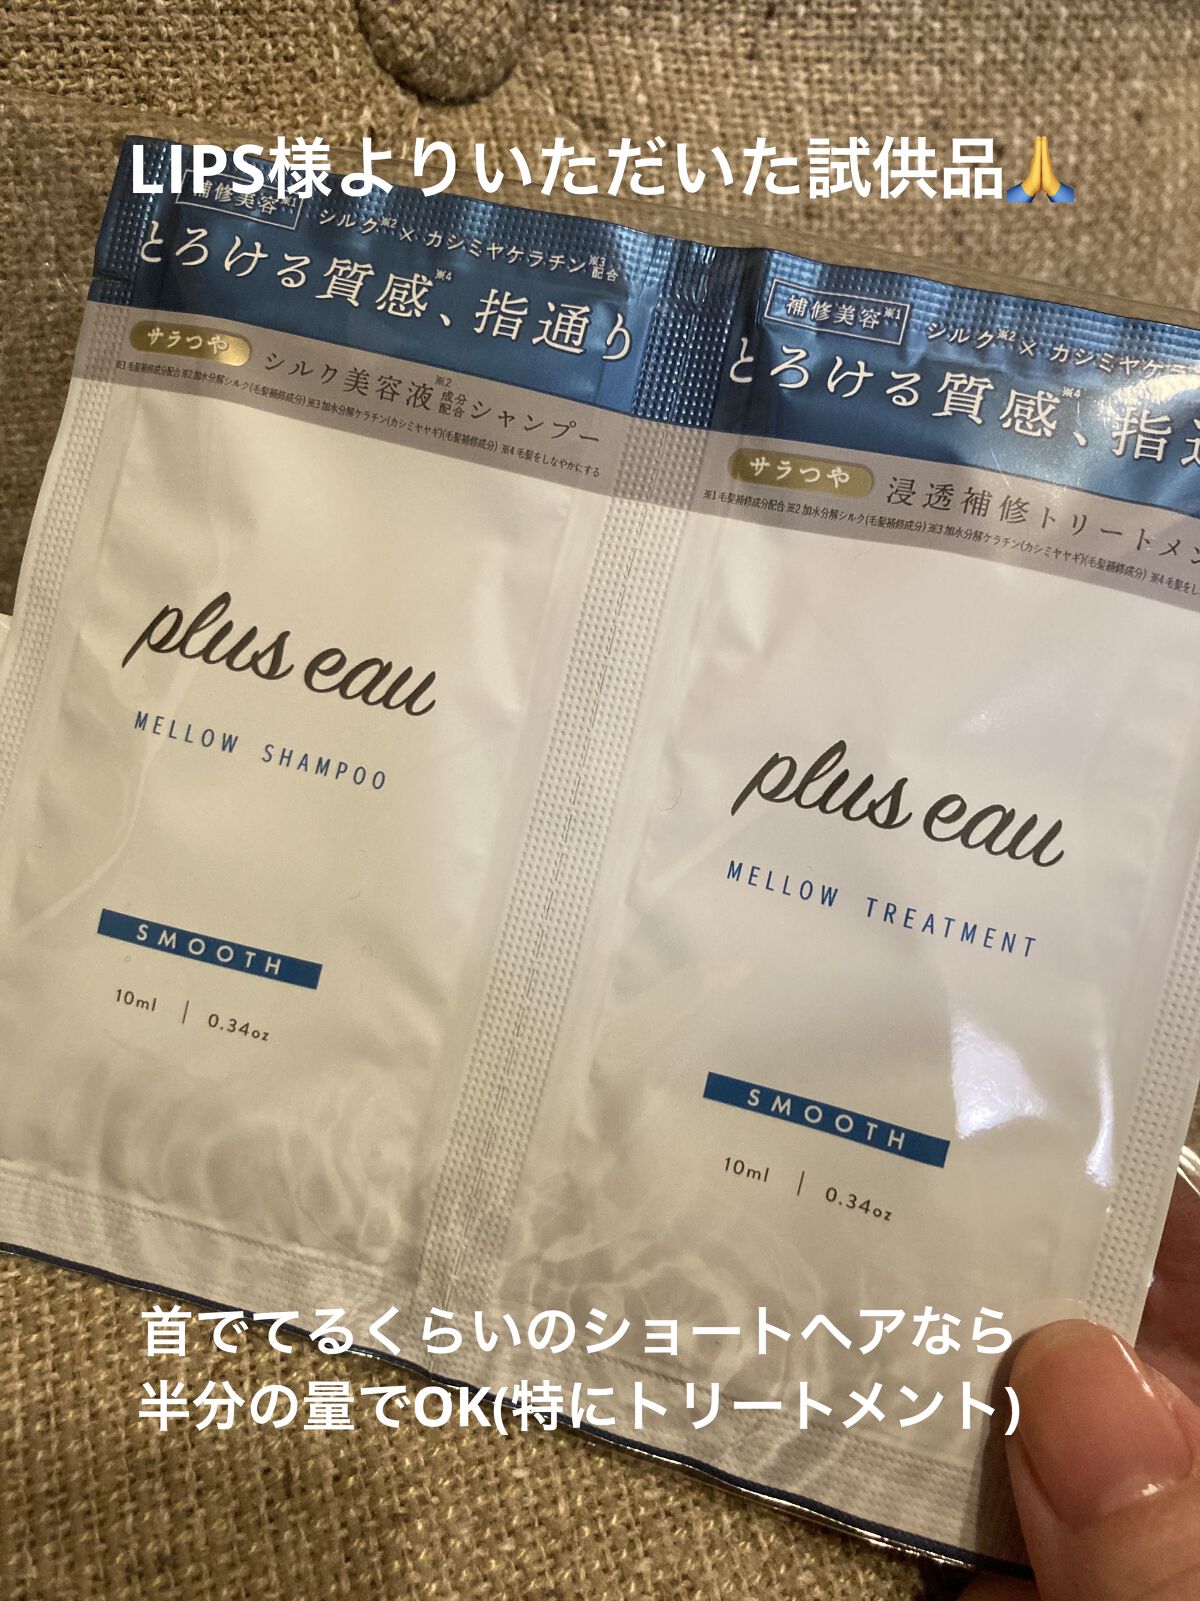 LIPS様よりいただいた試供品🙏
補修美容※1
シルク※2×カシミヤケラチン※3配合
とろける質感※4、指通り
サラつや
シルク美容液※2成分配合シャンプー
※1 毛髪補修成分配合 ※2 加水分解シルク(毛髪補修成分) ※3 加水分解ケラチン(カシミヤヤギ)(毛髪補修成分) ※4 毛髪をしなやかにする
plus eau
MELLOW SHAMPOO
SMOOTH
10ml | 0.34oz
補修美容※1
シルク※2×カシミヤケラ
とろける質感※4、指通
サラつや
浸透補修トリートメン
※1 毛髪補修成分配合 ※2 加水分解シルク(毛髪補修成分) ※3 加水分解ケラチン(カシミヤヤギ)(毛髪補修成分) ※4 毛髪をし
plus eau
MELLOW TREATMENT
SMOOTH
10ml | 0.34oz
首でてるくらいのショートヘアなら
半分の量でOK(特にトリートメント)